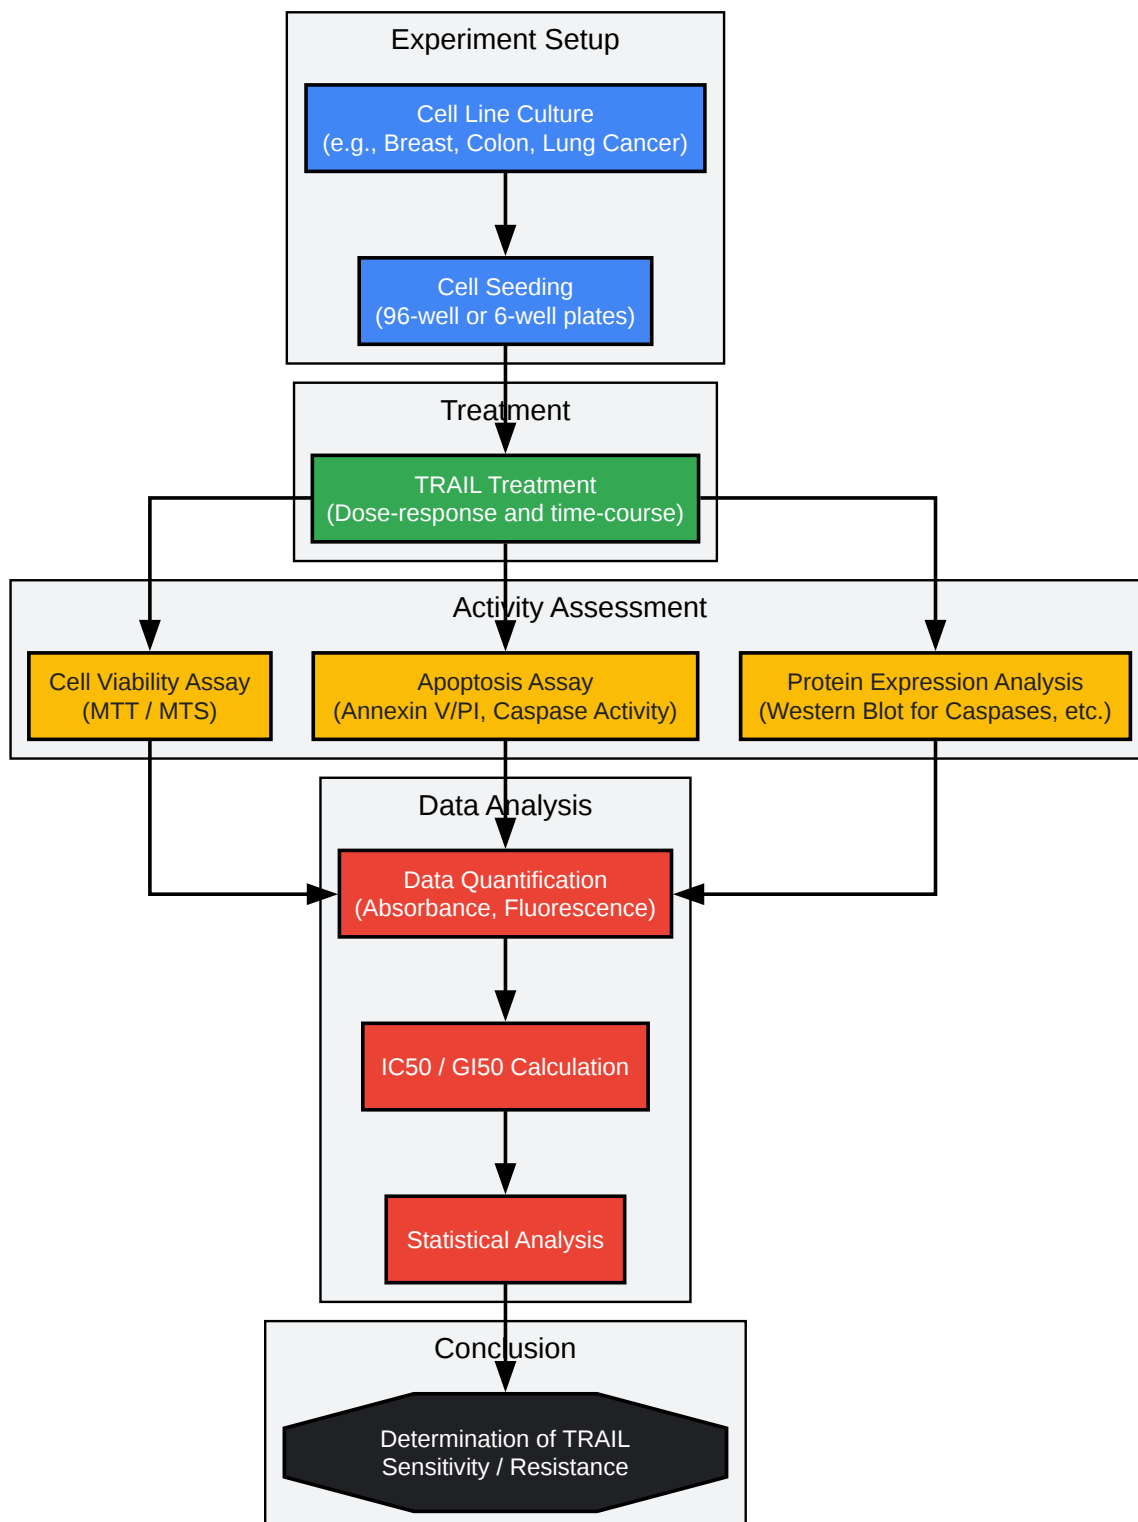 Experiment Setup
Cell Line Culture
(e.g., Breast, Colon, Lung Cancer)
Cell Seeding
(96-well or 6-well plates)
Treatment
TRAIL Treatment
(Dose-response and time-course)
Activity Assessment
Cell Viability Assay
(MTT / MTS)
Apoptosis Assay
(Annexin V/PI, Caspase Activity)
Protein Expression Analysis
(Western Blot for Caspases, etc.)
Data Analysis
Data Quantification
(Absorbance, Fluorescence)
IC50 / GI50 Calculation
Statistical Analysis
Conclusion
Determination of TRAIL
Sensitivity / Resistance